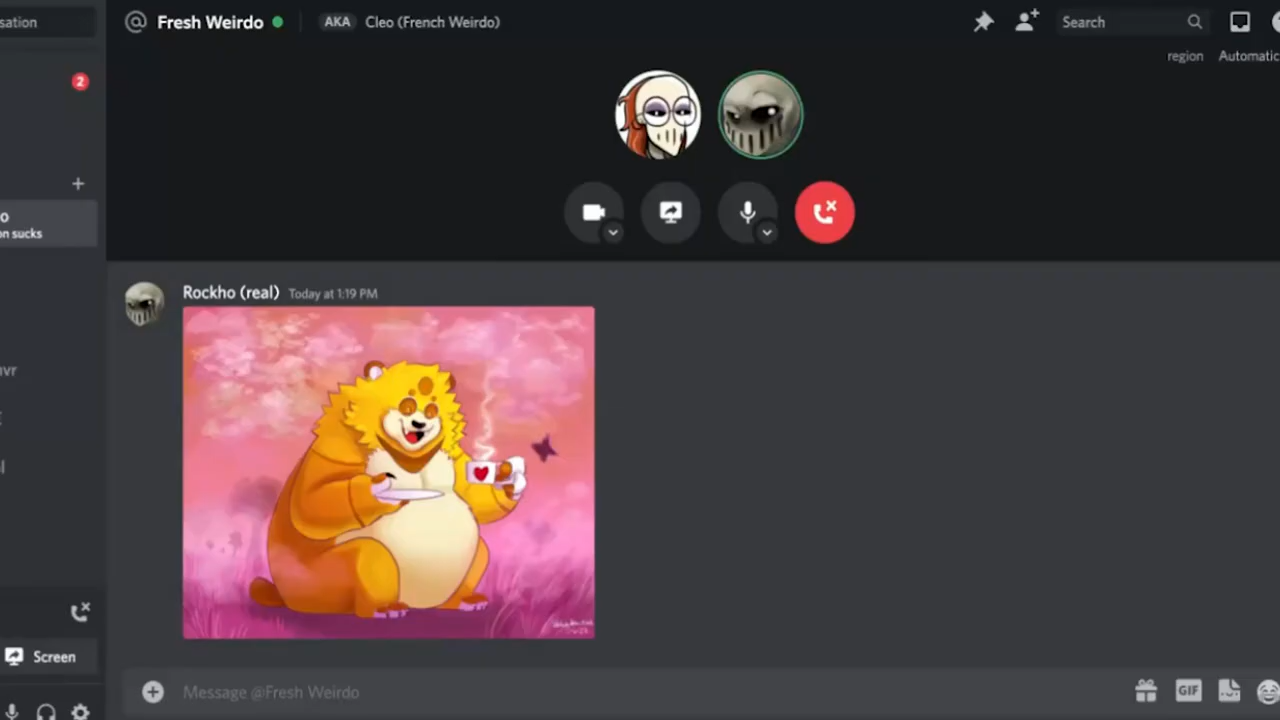 sation
Fresh Weirdo
AKA
Cleo (French Weirdo)
Search
region
Automatic
2
o
on sucks
Rockho (real)
Today at 1:19 PM
vr
Screen
Message @Fresh Weirdo
GIF